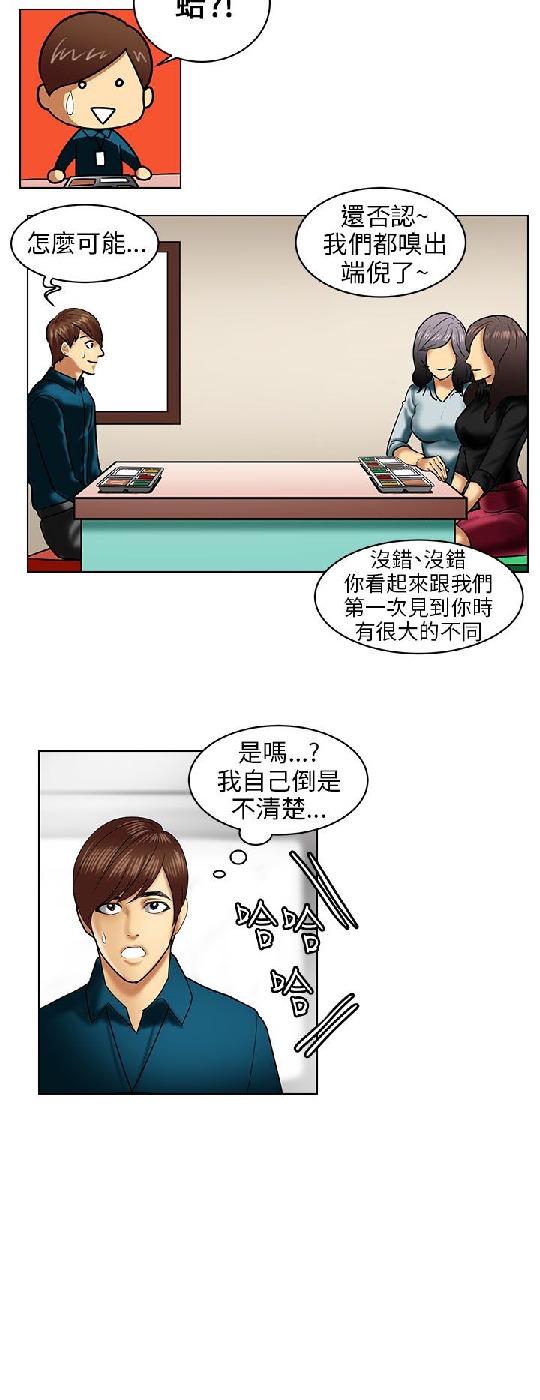 蛤?!
怎麼可能...
還否認~
我們都嗅出
端倪了~
沒錯、沒錯
你看起來跟我們
第一次見到你時
有很大的不同
是嗎...?
我自己倒是
不清楚...
哈哈
哈